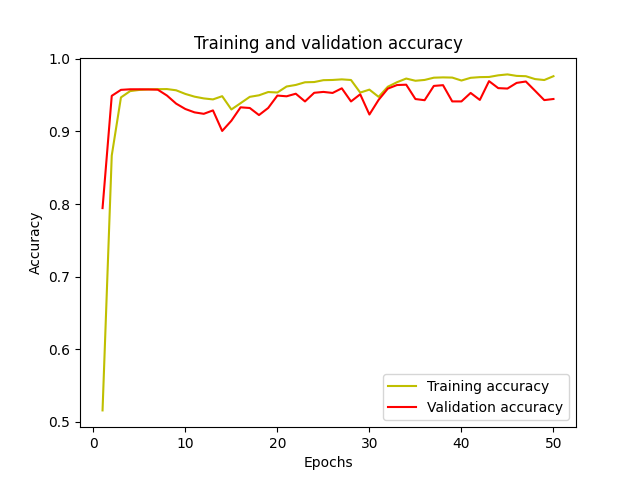 Training and validation accuracy
1.0
0.9
0.8
0.7
0.6
0.5
Accuracy
0
10
20
30
40
50
Epochs
Training accuracy
Validation accuracy